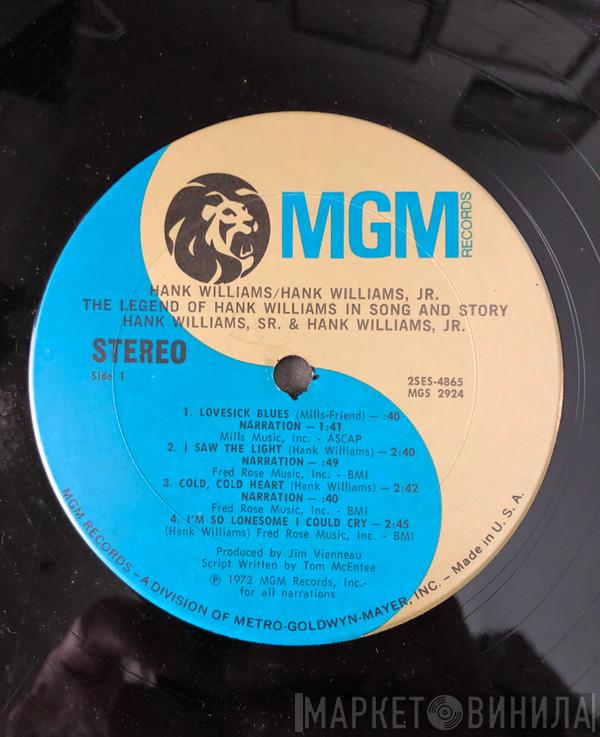 MGM
RECORDS
HANK WILLIAMS/HANK WILLIAMS, JR.
THE LEGEND OF HANK WILLIAMS IN SONG AND STORY
HANK WILLIAMS, SR. & HANK WILLIAMS, JR.
STEREO
Side 1
2SES-4865
MGS 2924
1. LOVESICK BLUES (Mills-Friend) — :40
NARRATION — 1:41
Mills Music, Inc. - ASCAP
2. I SAW THE LIGHT (Hank Williams) — 2:40
NARRATION — :49
Fred Rose Music, Inc. - BMI
3. COLD, COLD HEART (Hank Williams) — 2:42
NARRATION — :40
Fred Rose Music, Inc. - BMI
4. I'M SO LONESOME I COULD CRY — 2:45
(Hank Williams) Fred Rose Music, Inc. - BMI
Produced by Jim Vienneau
Script Written by Tom McEntee
℗ 1972 MGM Records, Inc.-
for all narrations
MGM RECORDS – A DIVISION OF METRO-GOLDWYN-MAYER, INC. – Made in U. S. A.
МАРКЕТ ВИНИЛА